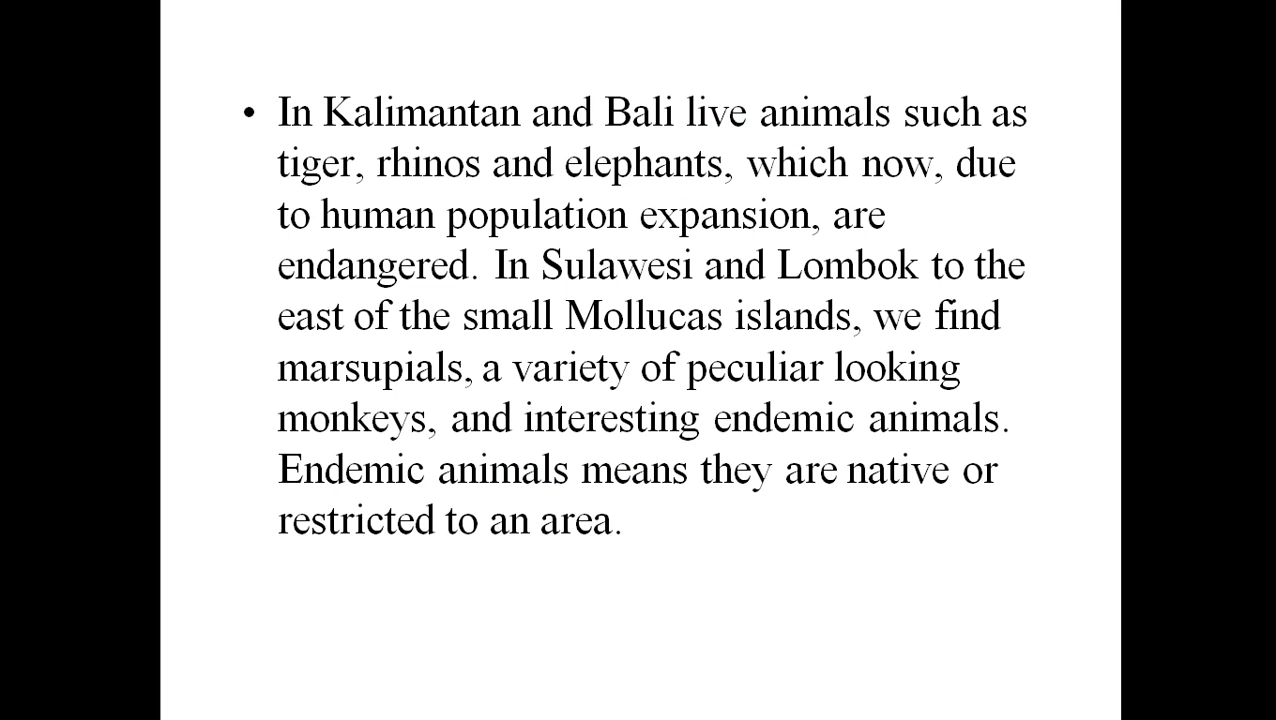 • In Kalimantan and Bali live animals such as
tiger, rhinos and elephants, which now, due
to human population expansion, are
endangered. In Sulawesi and Lombok to the
east of the small Mollucas islands, we find
marsupials, a variety of peculiar looking
monkeys, and interesting endemic animals.
Endemic animals means they are native or
restricted to an area.